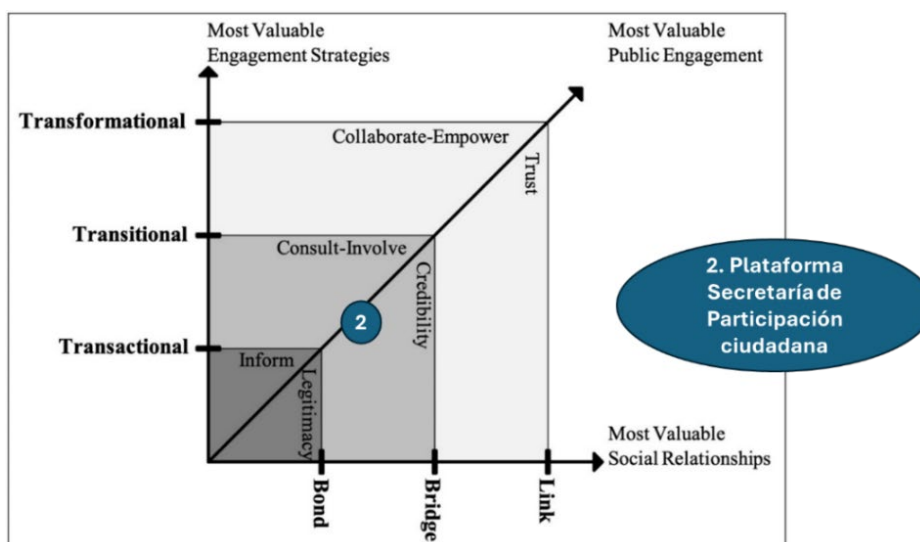 Most Valuable
Engagement Strategies
Most Valuable
Public Engagement
Transformational
Collaborate-Empower
Trust
Transitional
Consult-Involve
Credibility
2
2. Plataforma
Secretaría de
Participación
ciudadana
Transactional
Inform
Legitimacy
Most Valuable
Social Relationships
Bond
Bridge
Link